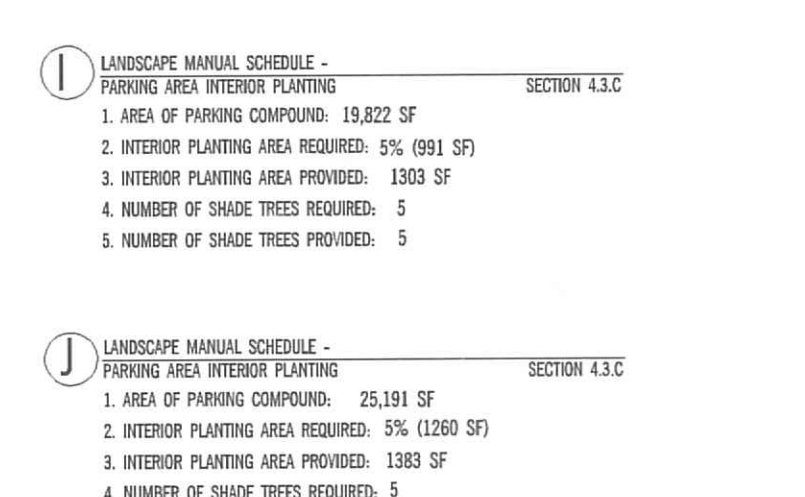 I
LANDSCAPE MANUAL SCHEDULE -
PARKING AREA INTERIOR PLANTING SECTION 4.3.C
1. AREA OF PARKING COMPOUND: 19,822 SF
2. INTERIOR PLANTING AREA REQUIRED: 5% (991 SF)
3. INTERIOR PLANTING AREA PROVIDED: 1303 SF
4. NUMBER OF SHADE TREES REQUIRED: 5
5. NUMBER OF SHADE TREES PROVIDED: 5
J
LANDSCAPE MANUAL SCHEDULE -
PARKING AREA INTERIOR PLANTING SECTION 4.3.C
1. AREA OF PARKING COMPOUND: 25,191 SF
2. INTERIOR PLANTING AREA REQUIRED: 5% (1260 SF)
3. INTERIOR PLANTING AREA PROVIDED: 1383 SF
4. NUMBER OF SHADE TREES REQUIRED: 5